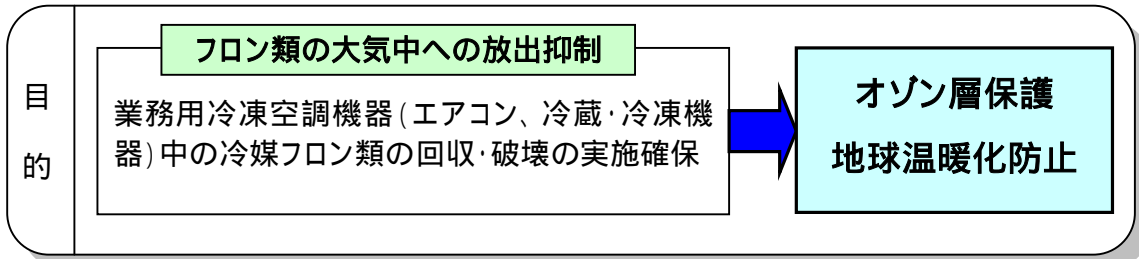 目的
フロン類の大気中への放出抑制
業務用冷凍空調機器(エアコン、冷蔵･冷凍機
器)中の冷媒フロン類の回収･破壊の実施確保
オゾン層保護
地球温暖化防止